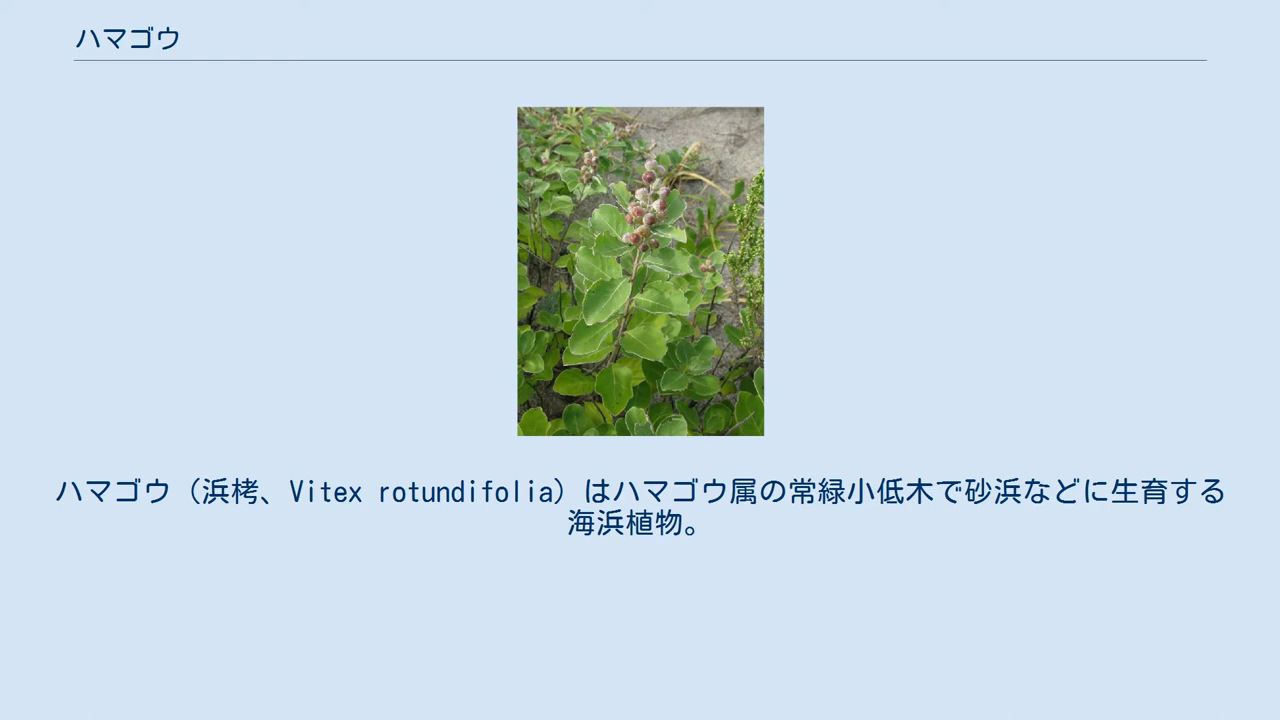 ハマゴウ
ハマゴウ（浜栲、Vitex rotundifolia）はハマゴウ属の常緑小低木で砂浜などに生育する
海浜植物。